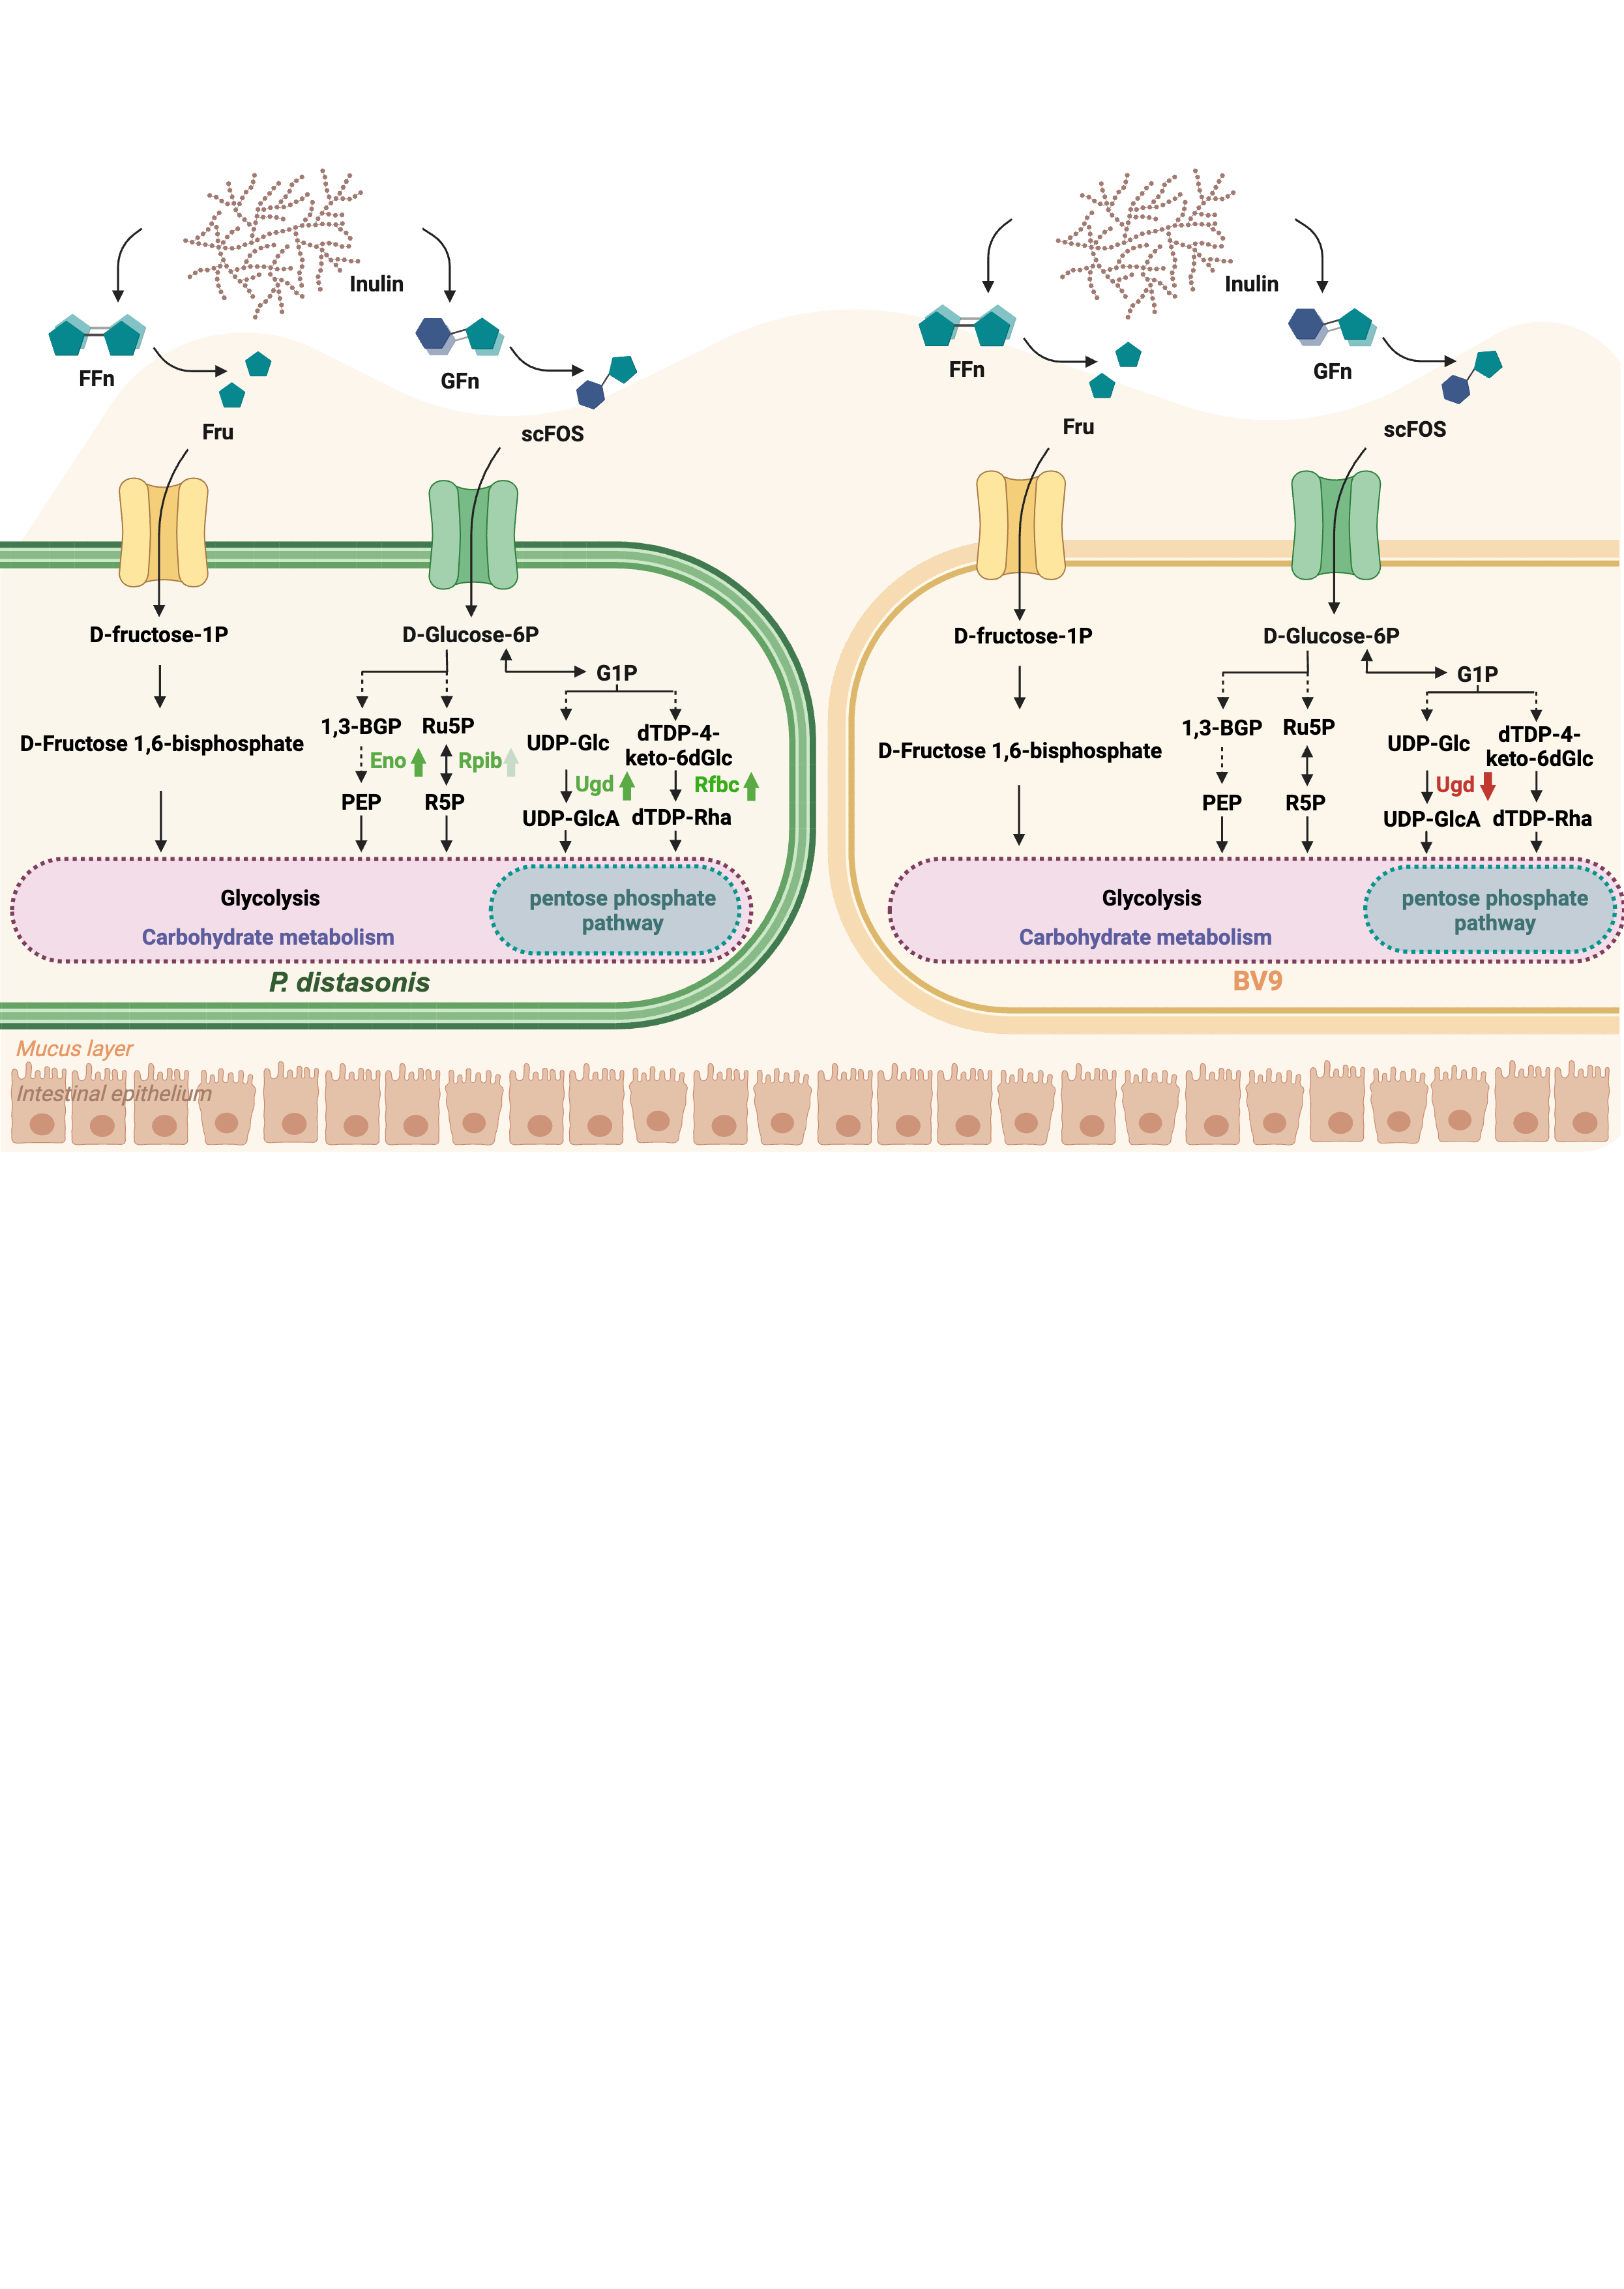 Inulin
FFn
GFn
Fru
scFOS
D-fructose-1P
D-Glucose-6P
G1P
D-Fructose 1,6-bisphosphate
1,3-BGP
Ru5P
UDP-Glc
dTDP-4-
keto-6dGlc
Eno
Rpib
Ugd
Rfbc
PEP
R5P
UDP-GlcA
dTDP-Rha
Glycolysis
Carbohydrate metabolism
pentose phosphate
pathway
P. distasonis
Inulin
FFn
GFn
Fru
scFOS
D-fructose-1P
D-Glucose-6P
G1P
D-Fructose 1,6-bisphosphate
1,3-BGP
Ru5P
UDP-Glc
dTDP-4-
keto-6dGlc
Ugd
PEP
R5P
UDP-GlcA
dTDP-Rha
Glycolysis
Carbohydrate metabolism
pentose phosphate
pathway
BV9
Mucus layer
Intestinal epithelium